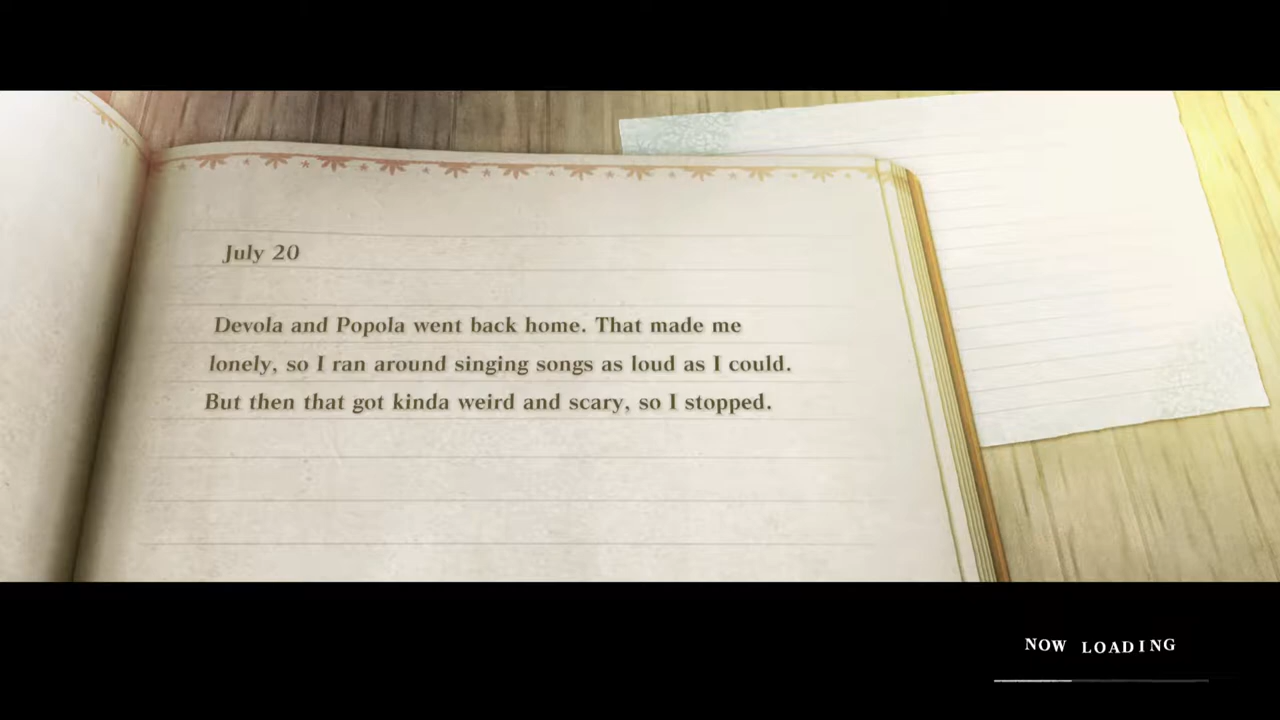 July 20
Devola and Popola went back home. That made me
lonely, so I ran around singing songs as loud as I could.
But then that got kinda weird and scary, so I stopped.
NOW LOADING